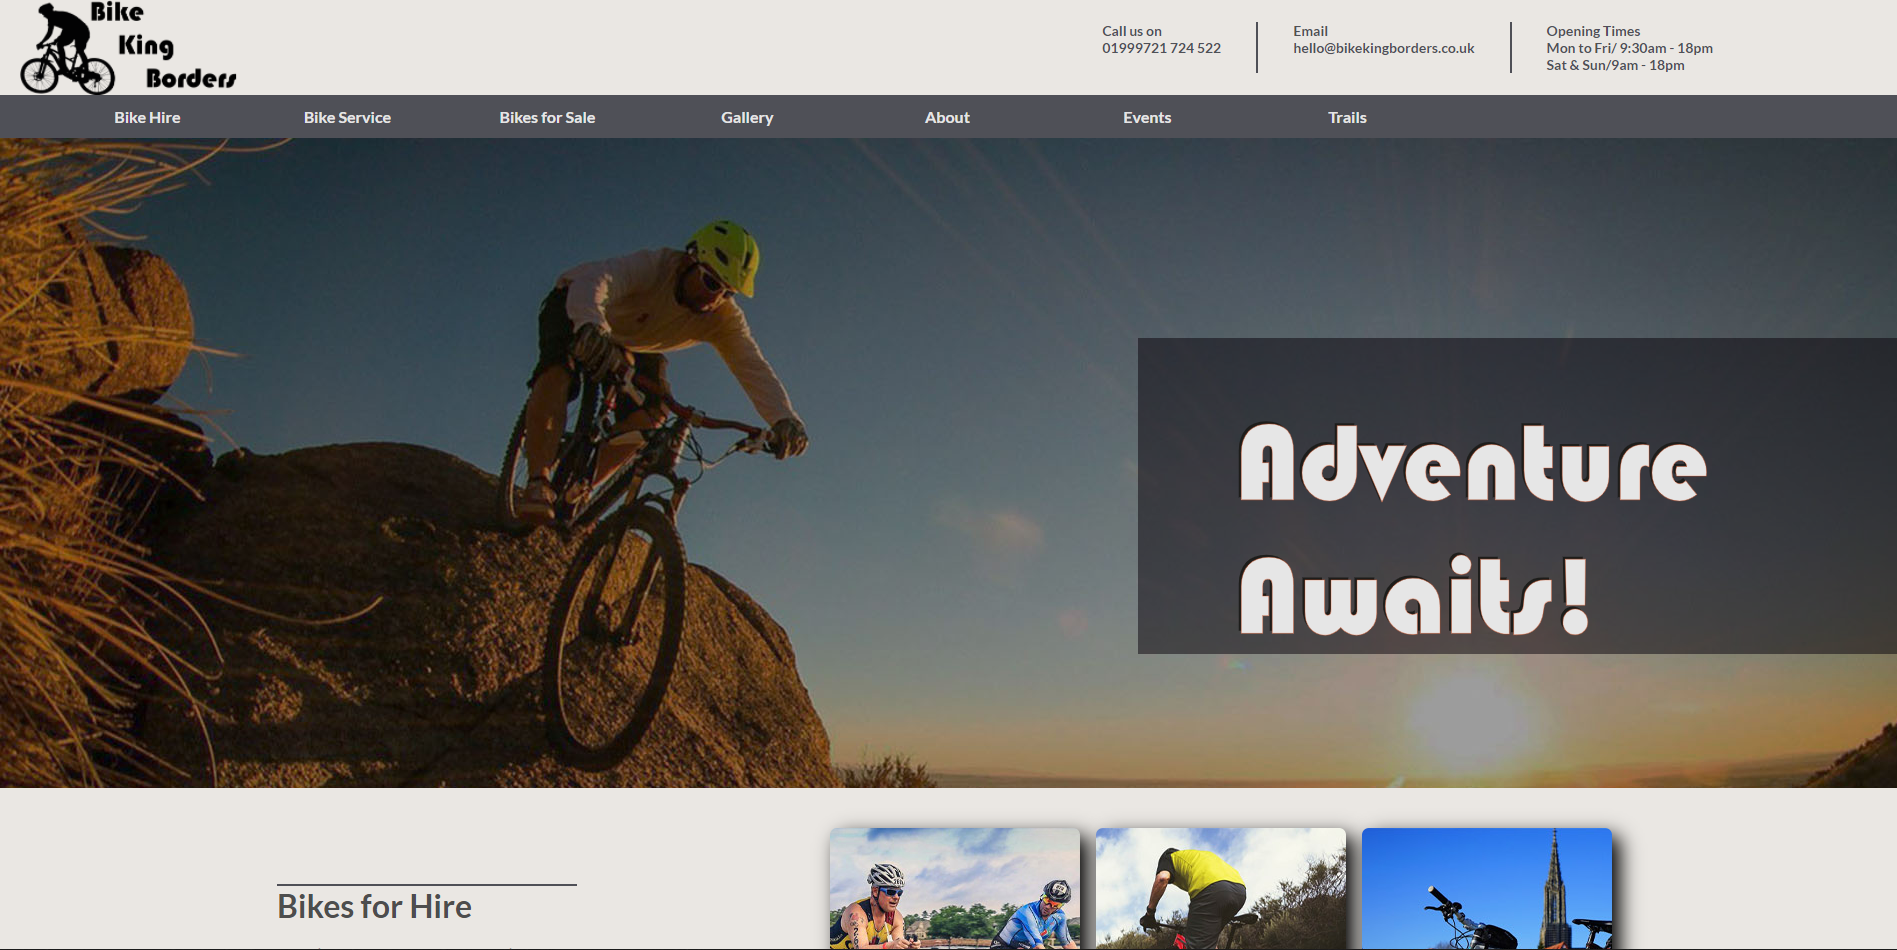 Bike
King
Borders
Call us on
01999721 724 522
Email
hello@bikekingborders.co.uk
Opening Times
Mon to Fri/ 9:30am - 18pm
Sat & Sun/9am - 18pm
Bike Hire
Bike Service
Bikes for Sale
Gallery
About
Events
Trails
Adventure
Awaits!
Bikes for Hire